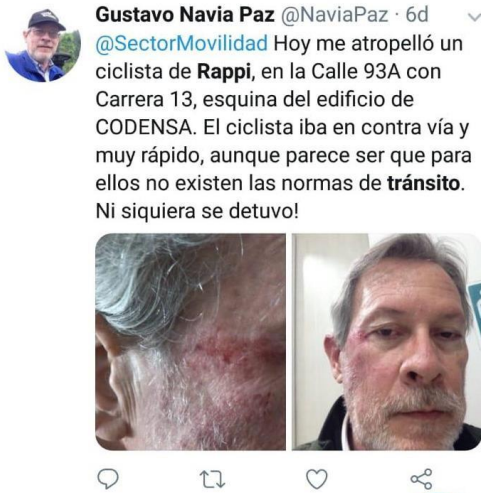 Gustavo Navia Paz @NaviaPaz · 6d
@SectorMovilidad Hoy me atropelló un
ciclista de Rappi, en la Calle 93A con
Carrera 13, esquina del edificio de
CODENSA. El ciclista iba en contra vía y
muy rápido, aunque parece ser que para
ellos no existen las normas de tránsito.
Ni siquiera se detuvo!